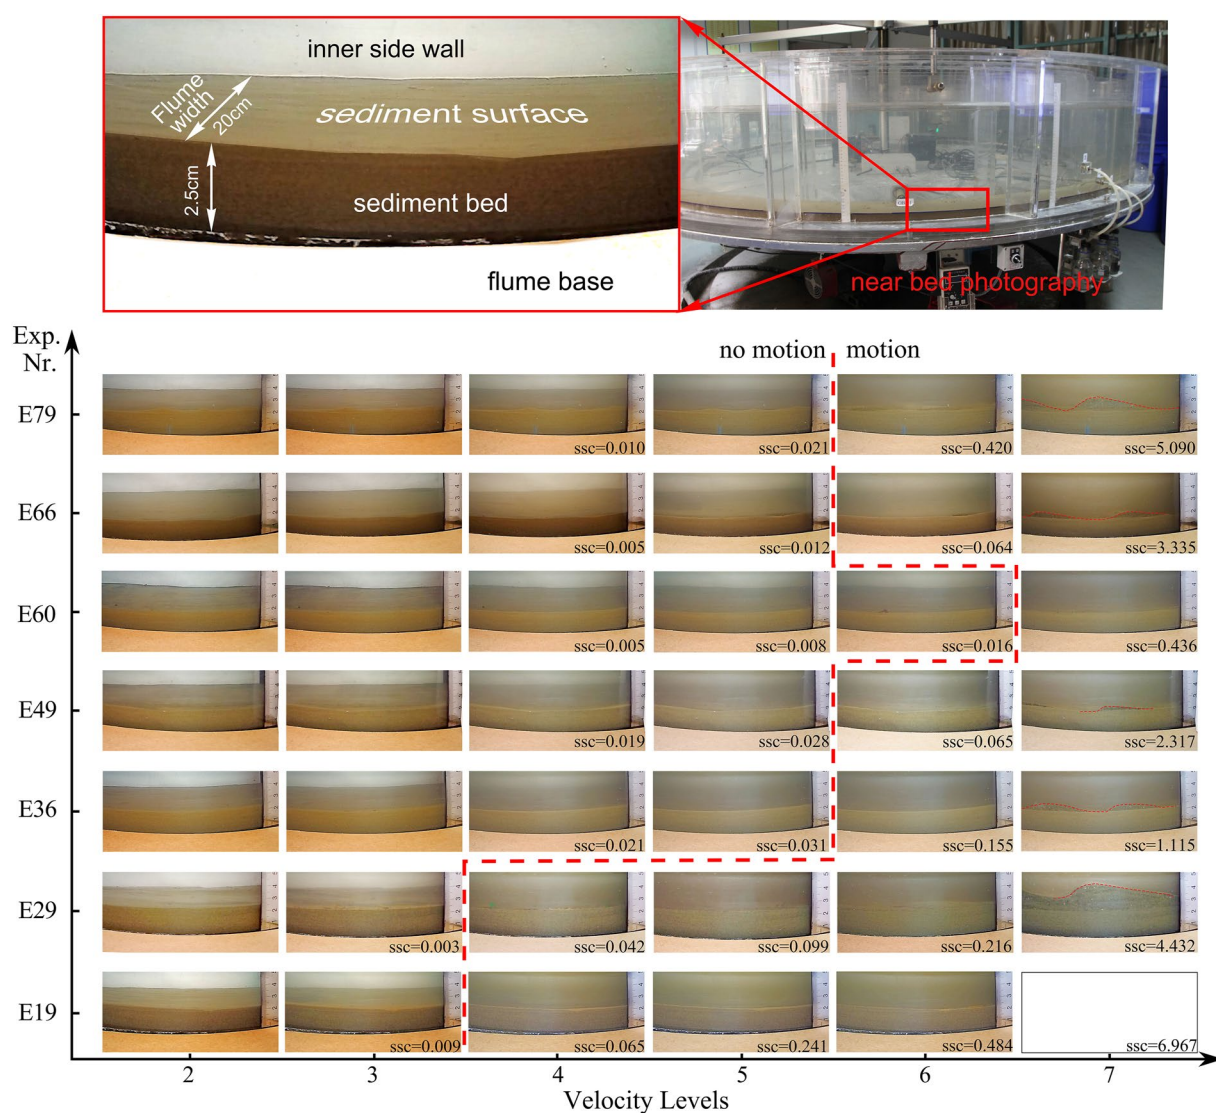 inner side wall
Flume width
20cm
sediment surface
2.5cm
sediment bed
flume base
near bed photography
Exp. Nr.
no motion
motion
E79
ssc=0.010
ssc=0.021
ssc=0.420
ssc=5.090
E66
ssc=0.005
ssc=0.012
ssc=0.064
ssc=3.335
E60
ssc=0.005
ssc=0.008
ssc=0.016
ssc=0.436
E49
ssc=0.019
ssc=0.028
ssc=0.065
ssc=2.317
E36
ssc=0.021
ssc=0.031
ssc=0.155
ssc=1.115
E29
ssc=0.003
ssc=0.042
ssc=0.099
ssc=0.216
ssc=4.432
E19
ssc=0.009
ssc=0.065
ssc=0.241
ssc=0.484
ssc=6.967
2
3
4
5
6
7
Velocity Levels